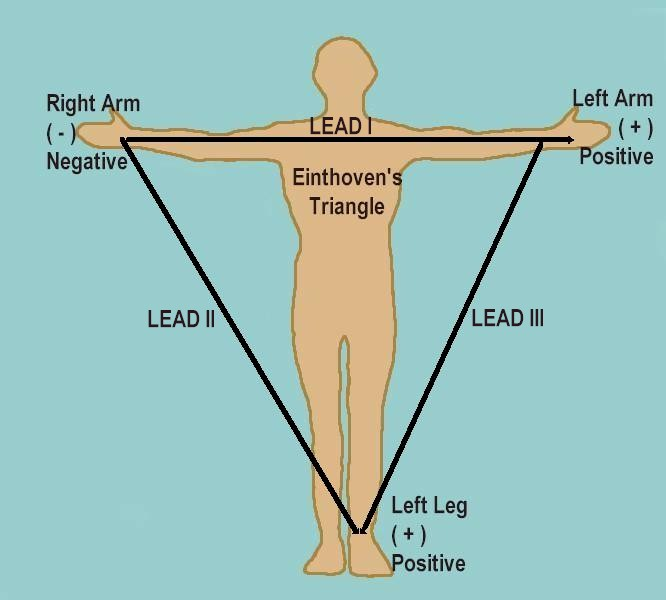 Right Arm
( - )
Negative
Left Arm
( + )
Positive
LEAD I
Einthoven's
Triangle
LEAD II
LEAD III
Left Leg
( + )
Positive